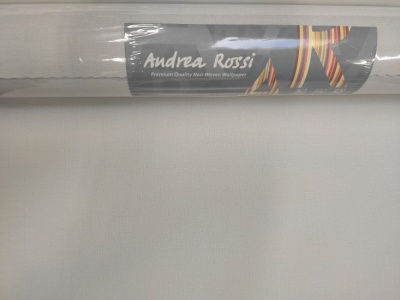 Andrea Rossi
Premium Quality Non Woven Wallpaper